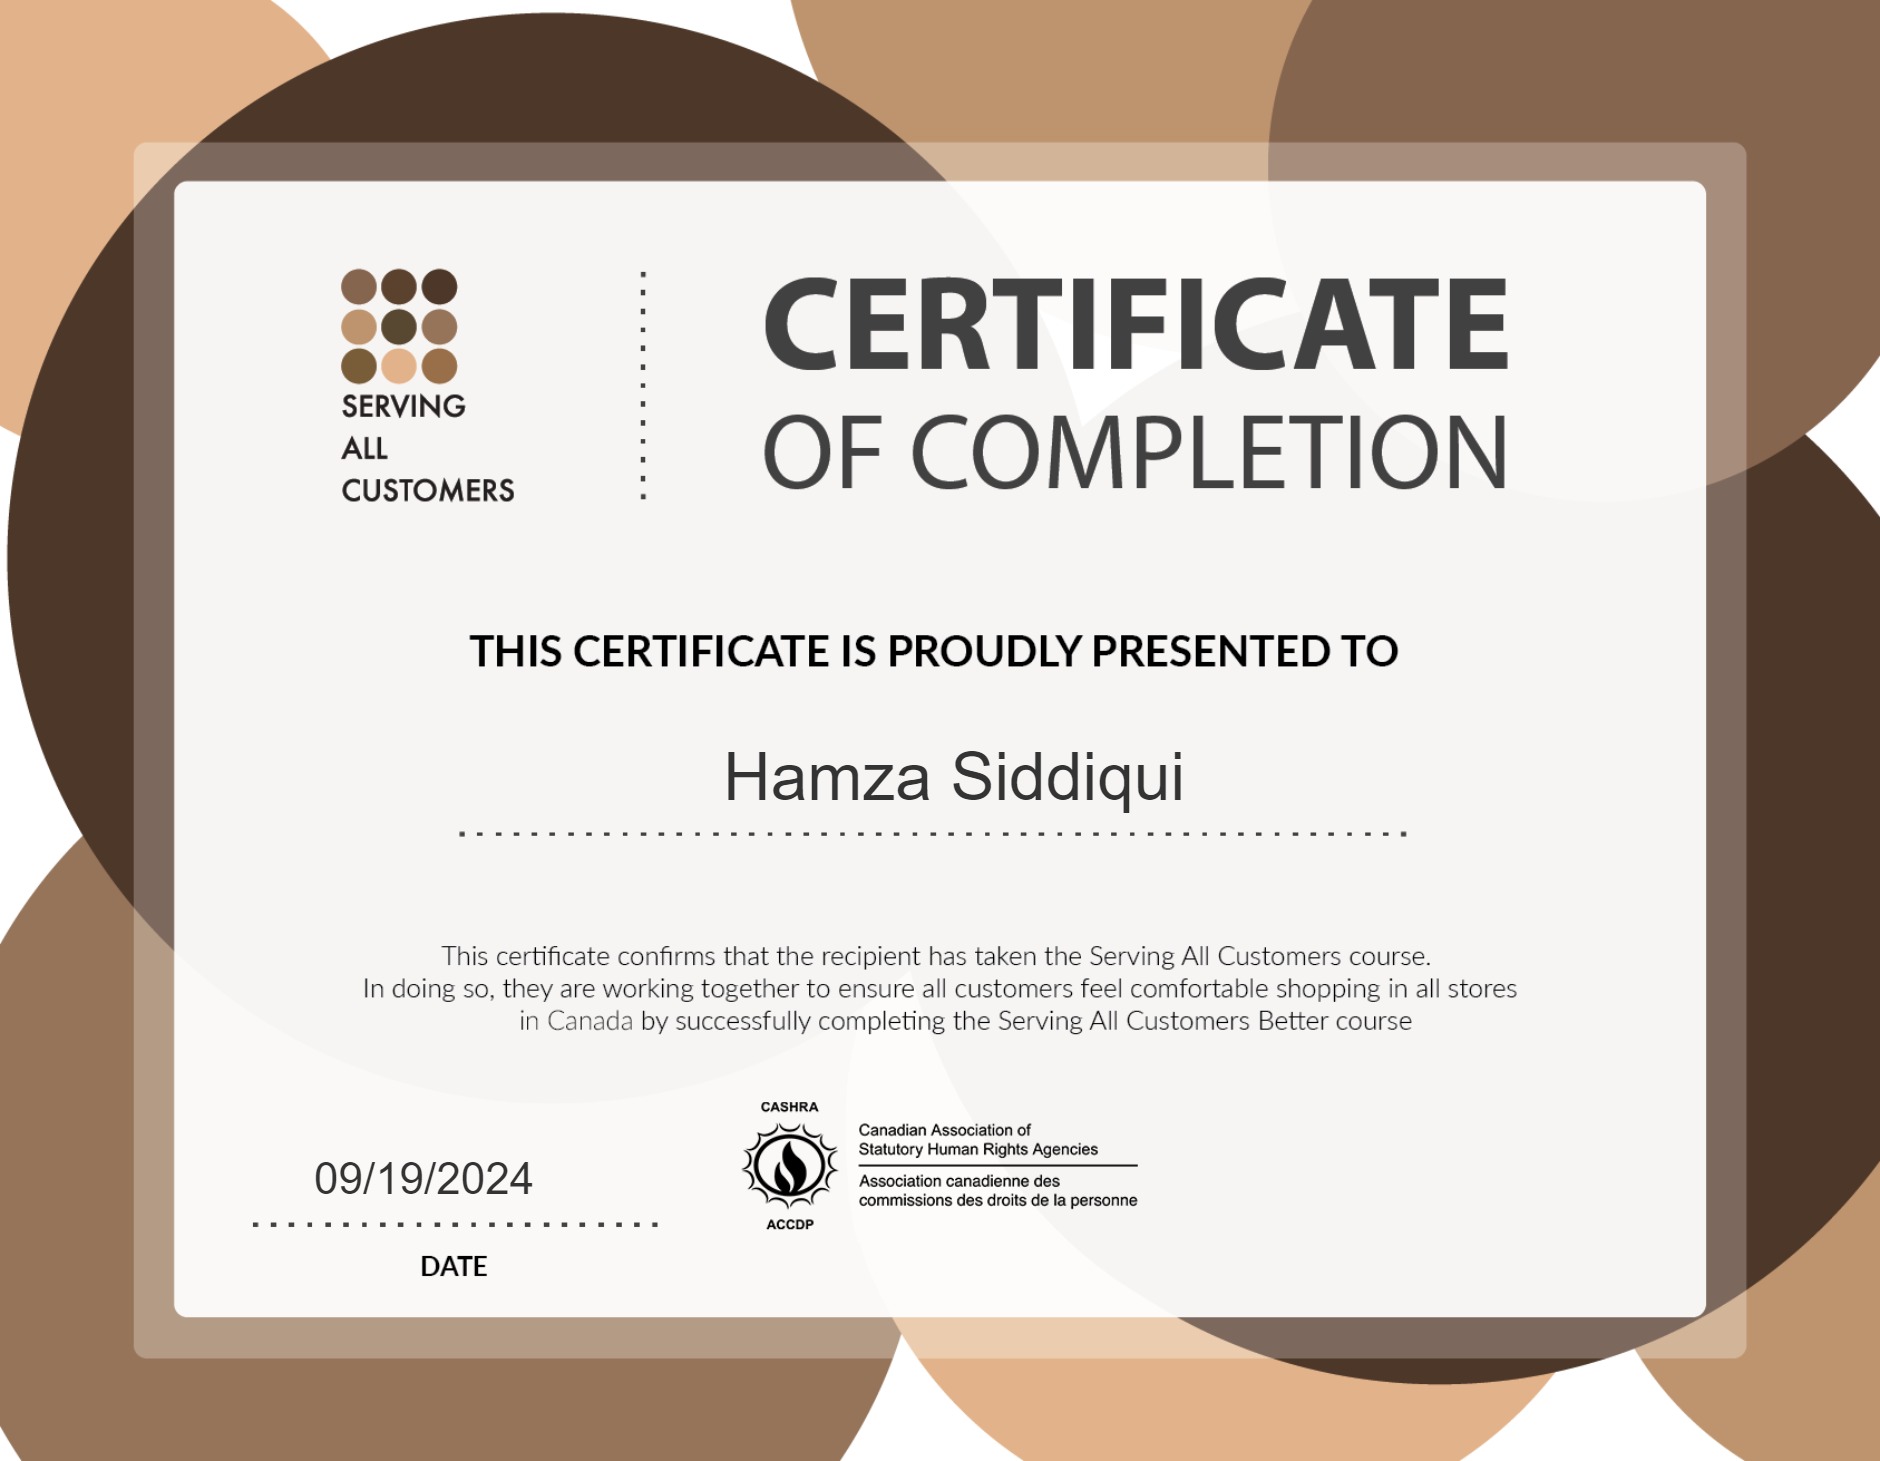 SERVING
ALL
CUSTOMERS
CERTIFICATE
OF COMPLETION
THIS CERTIFICATE IS PROUDLY PRESENTED TO
Hamza Siddiqui
This certificate confirms that the recipient has taken the Serving All Customers course.
In doing so, they are working together to ensure all customers feel comfortable shopping in all stores
in Canada by successfully completing the Serving All Customers Better course
09/19/2024
DATE
CASHRA
ACCDP
Canadian Association of
Statutory Human Rights Agencies
Association canadienne des
commissions des droits de la personne